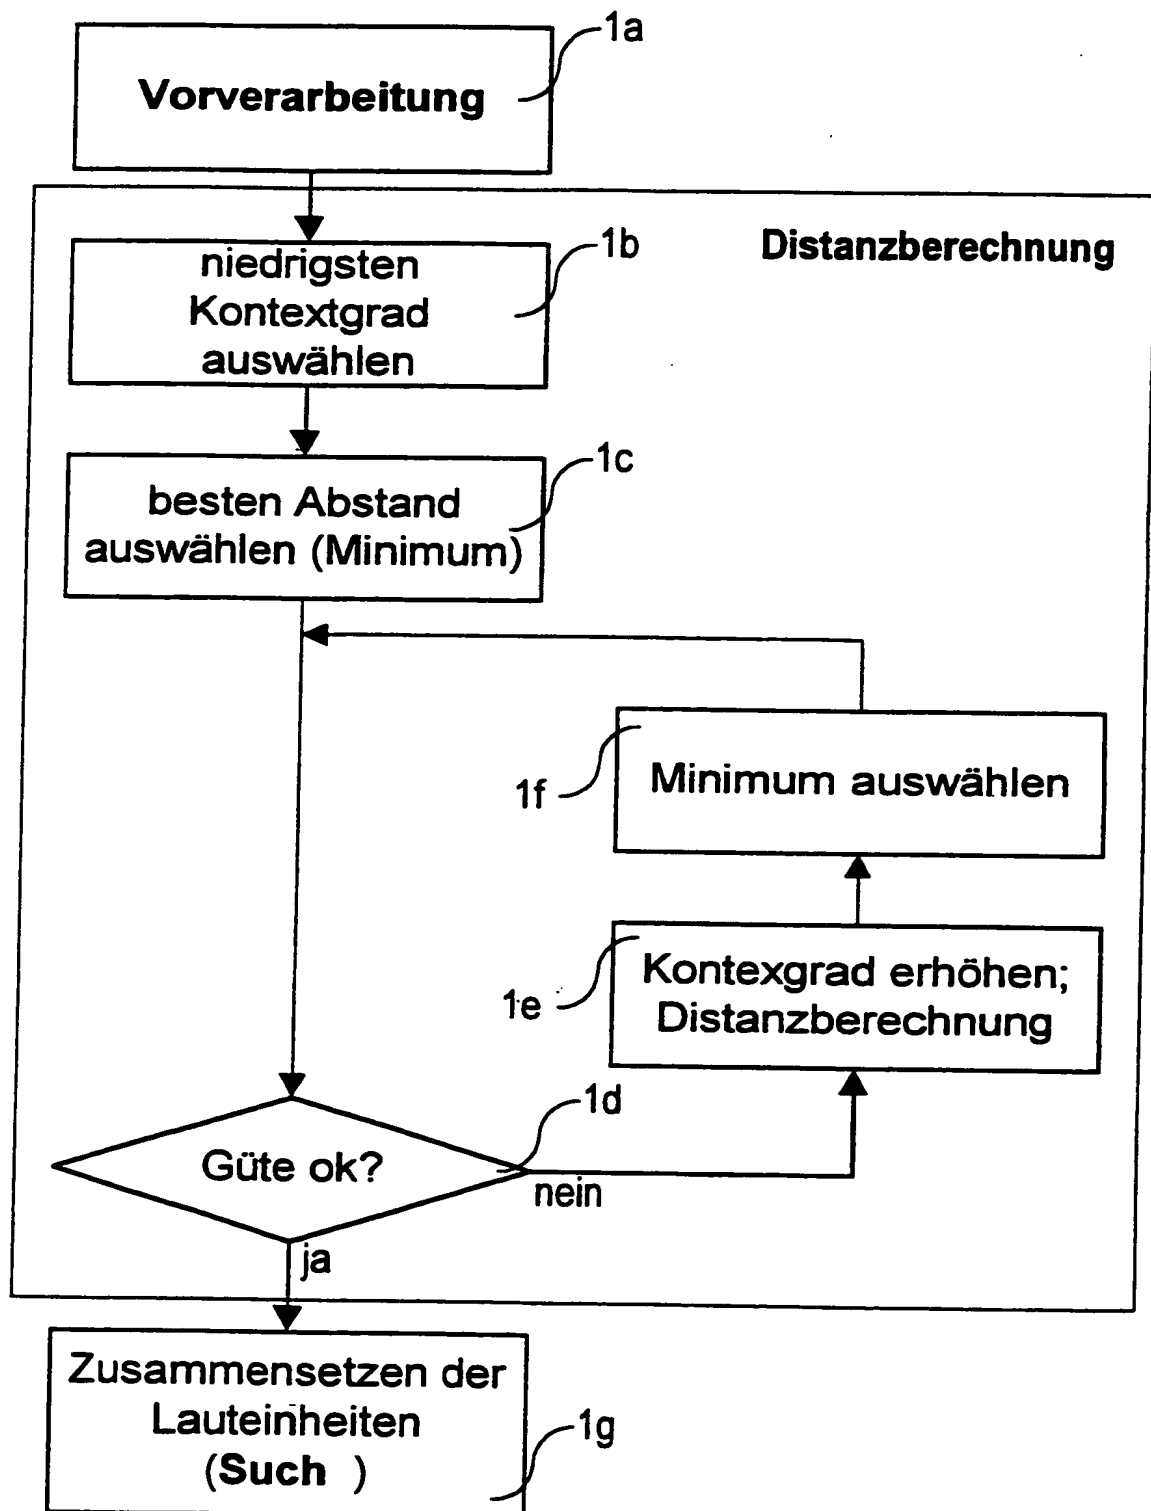 1a
Vorverarbeitung
1b
Distanzberechnung
niedrigsten
Kontextgrad
auswählen
1c
besten Abstand
auswählen (Minimum)
1f
Minimum auswählen
1e
Kontexgrad erhöhen;
Distanzberechnung
1d
Güte ok?
nein
ja
Zusammensetzen der
Lauteinheiten
(Such )
1g